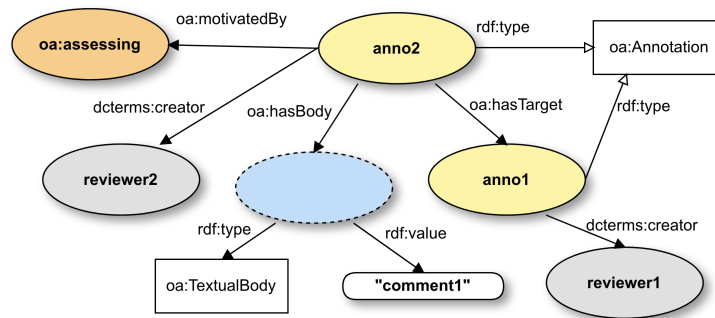 oa:motivatedBy
rdf:type
oa:assessing
anno2
oa:Annotation
dcterms:creator
oa:hasBody
oa:hasTarget
rdf:type
reviewer2
anno1
rdf:type
rdf:value
dcterms:creator
oa:TextualBody
"comment1"
reviewer1